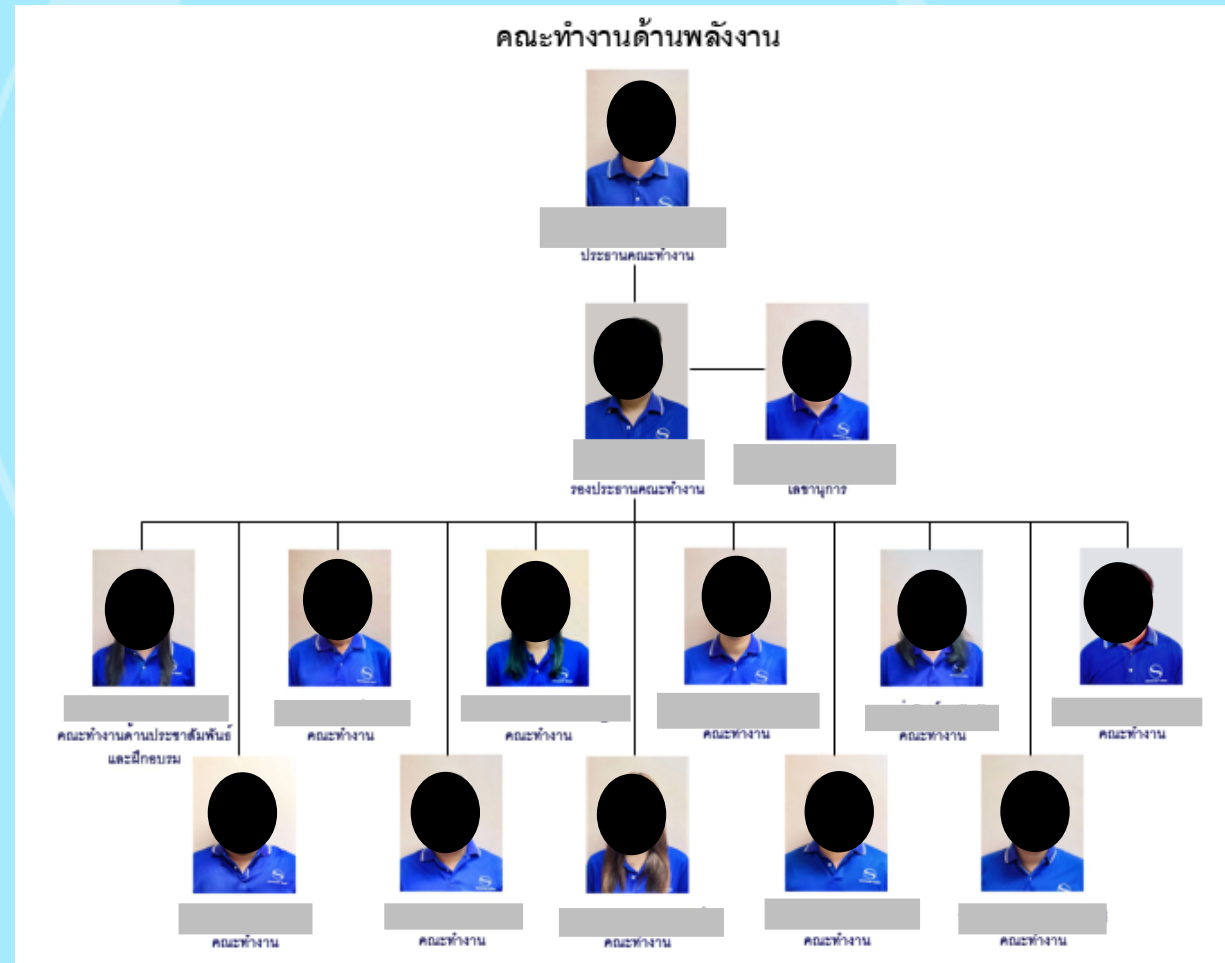 คณะทำงานด้านพลังงาน
ประธานคณะทำงาน
รองประธานคณะทำงาน
เลขานุการ
คณะทำงานด้านประชาสัมพันธ์
และฝึกอบรม
คณะทำงาน
คณะทำงาน
คณะทำงาน
คณะทำงาน
คณะทำงาน
คณะทำงาน
คณะทำงาน
คณะทำงาน
คณะทำงาน
คณะทำงาน